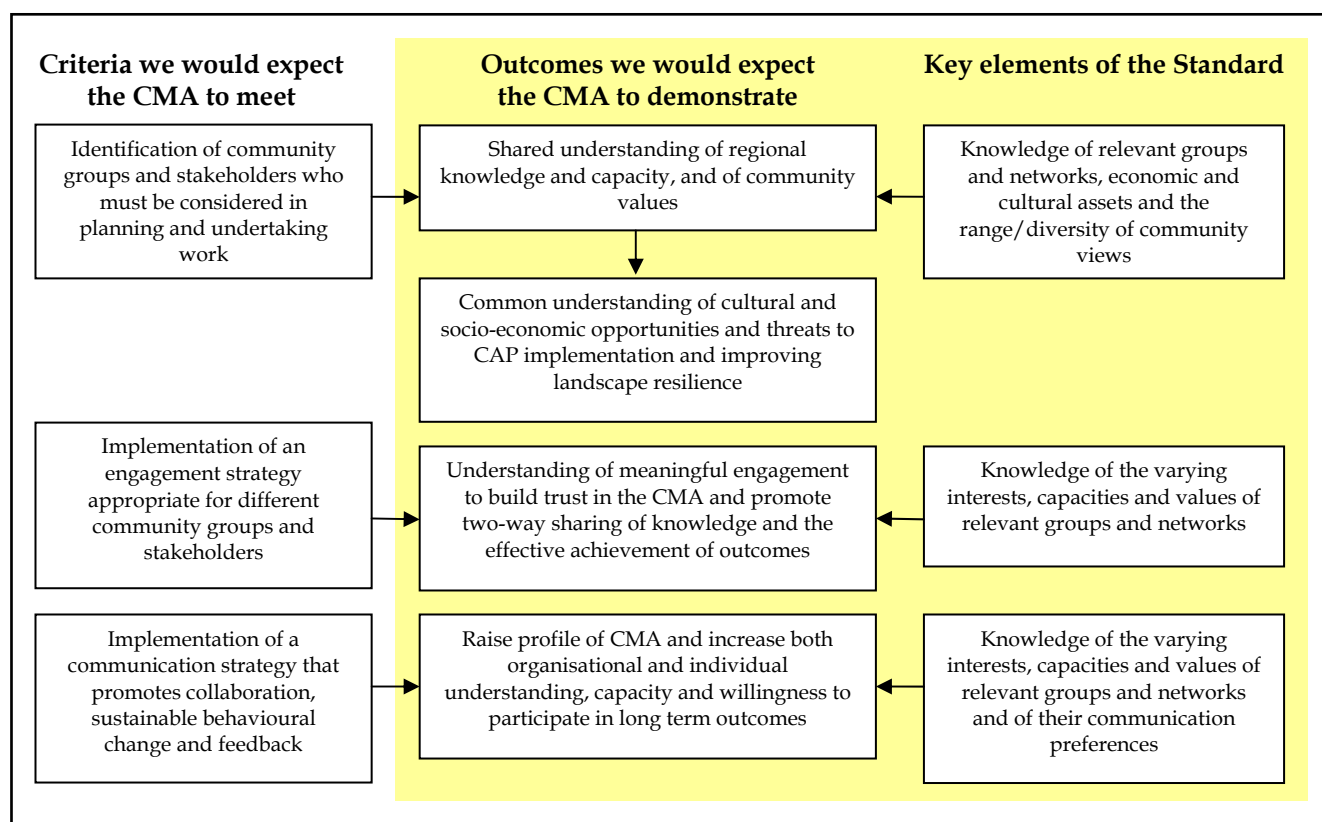 Criteria we would expect
the CMA to meet
Outcomes we would expect
the CMA to demonstrate
Key elements of the Standard
Identification of community
groups and stakeholders who
must be considered in
planning and undertaking
work
Shared understanding of regional
knowledge and capacity, and of community
values
Knowledge of relevant groups
and networks, economic and
cultural assets and the
range/diversity of community
views
Common understanding of cultural and
socio-economic opportunities and threats to
CAP implementation and improving
landscape resilience
Implementation of an
engagement strategy
appropriate for different
community groups and
stakeholders
Understanding of meaningful engagement
to build trust in the CMA and promote
two-way sharing of knowledge and the
effective achievement of outcomes
Knowledge of the varying
interests, capacities and values of
relevant groups and networks
Implementation of a
communication strategy that
promotes collaboration,
sustainable behavioural
change and feedback
Raise profile of CMA and increase both
organisational and individual
understanding, capacity and willingness to
participate in long term outcomes
Knowledge of the varying
interests, capacities and values of
relevant groups and networks
and of their communication
preferences